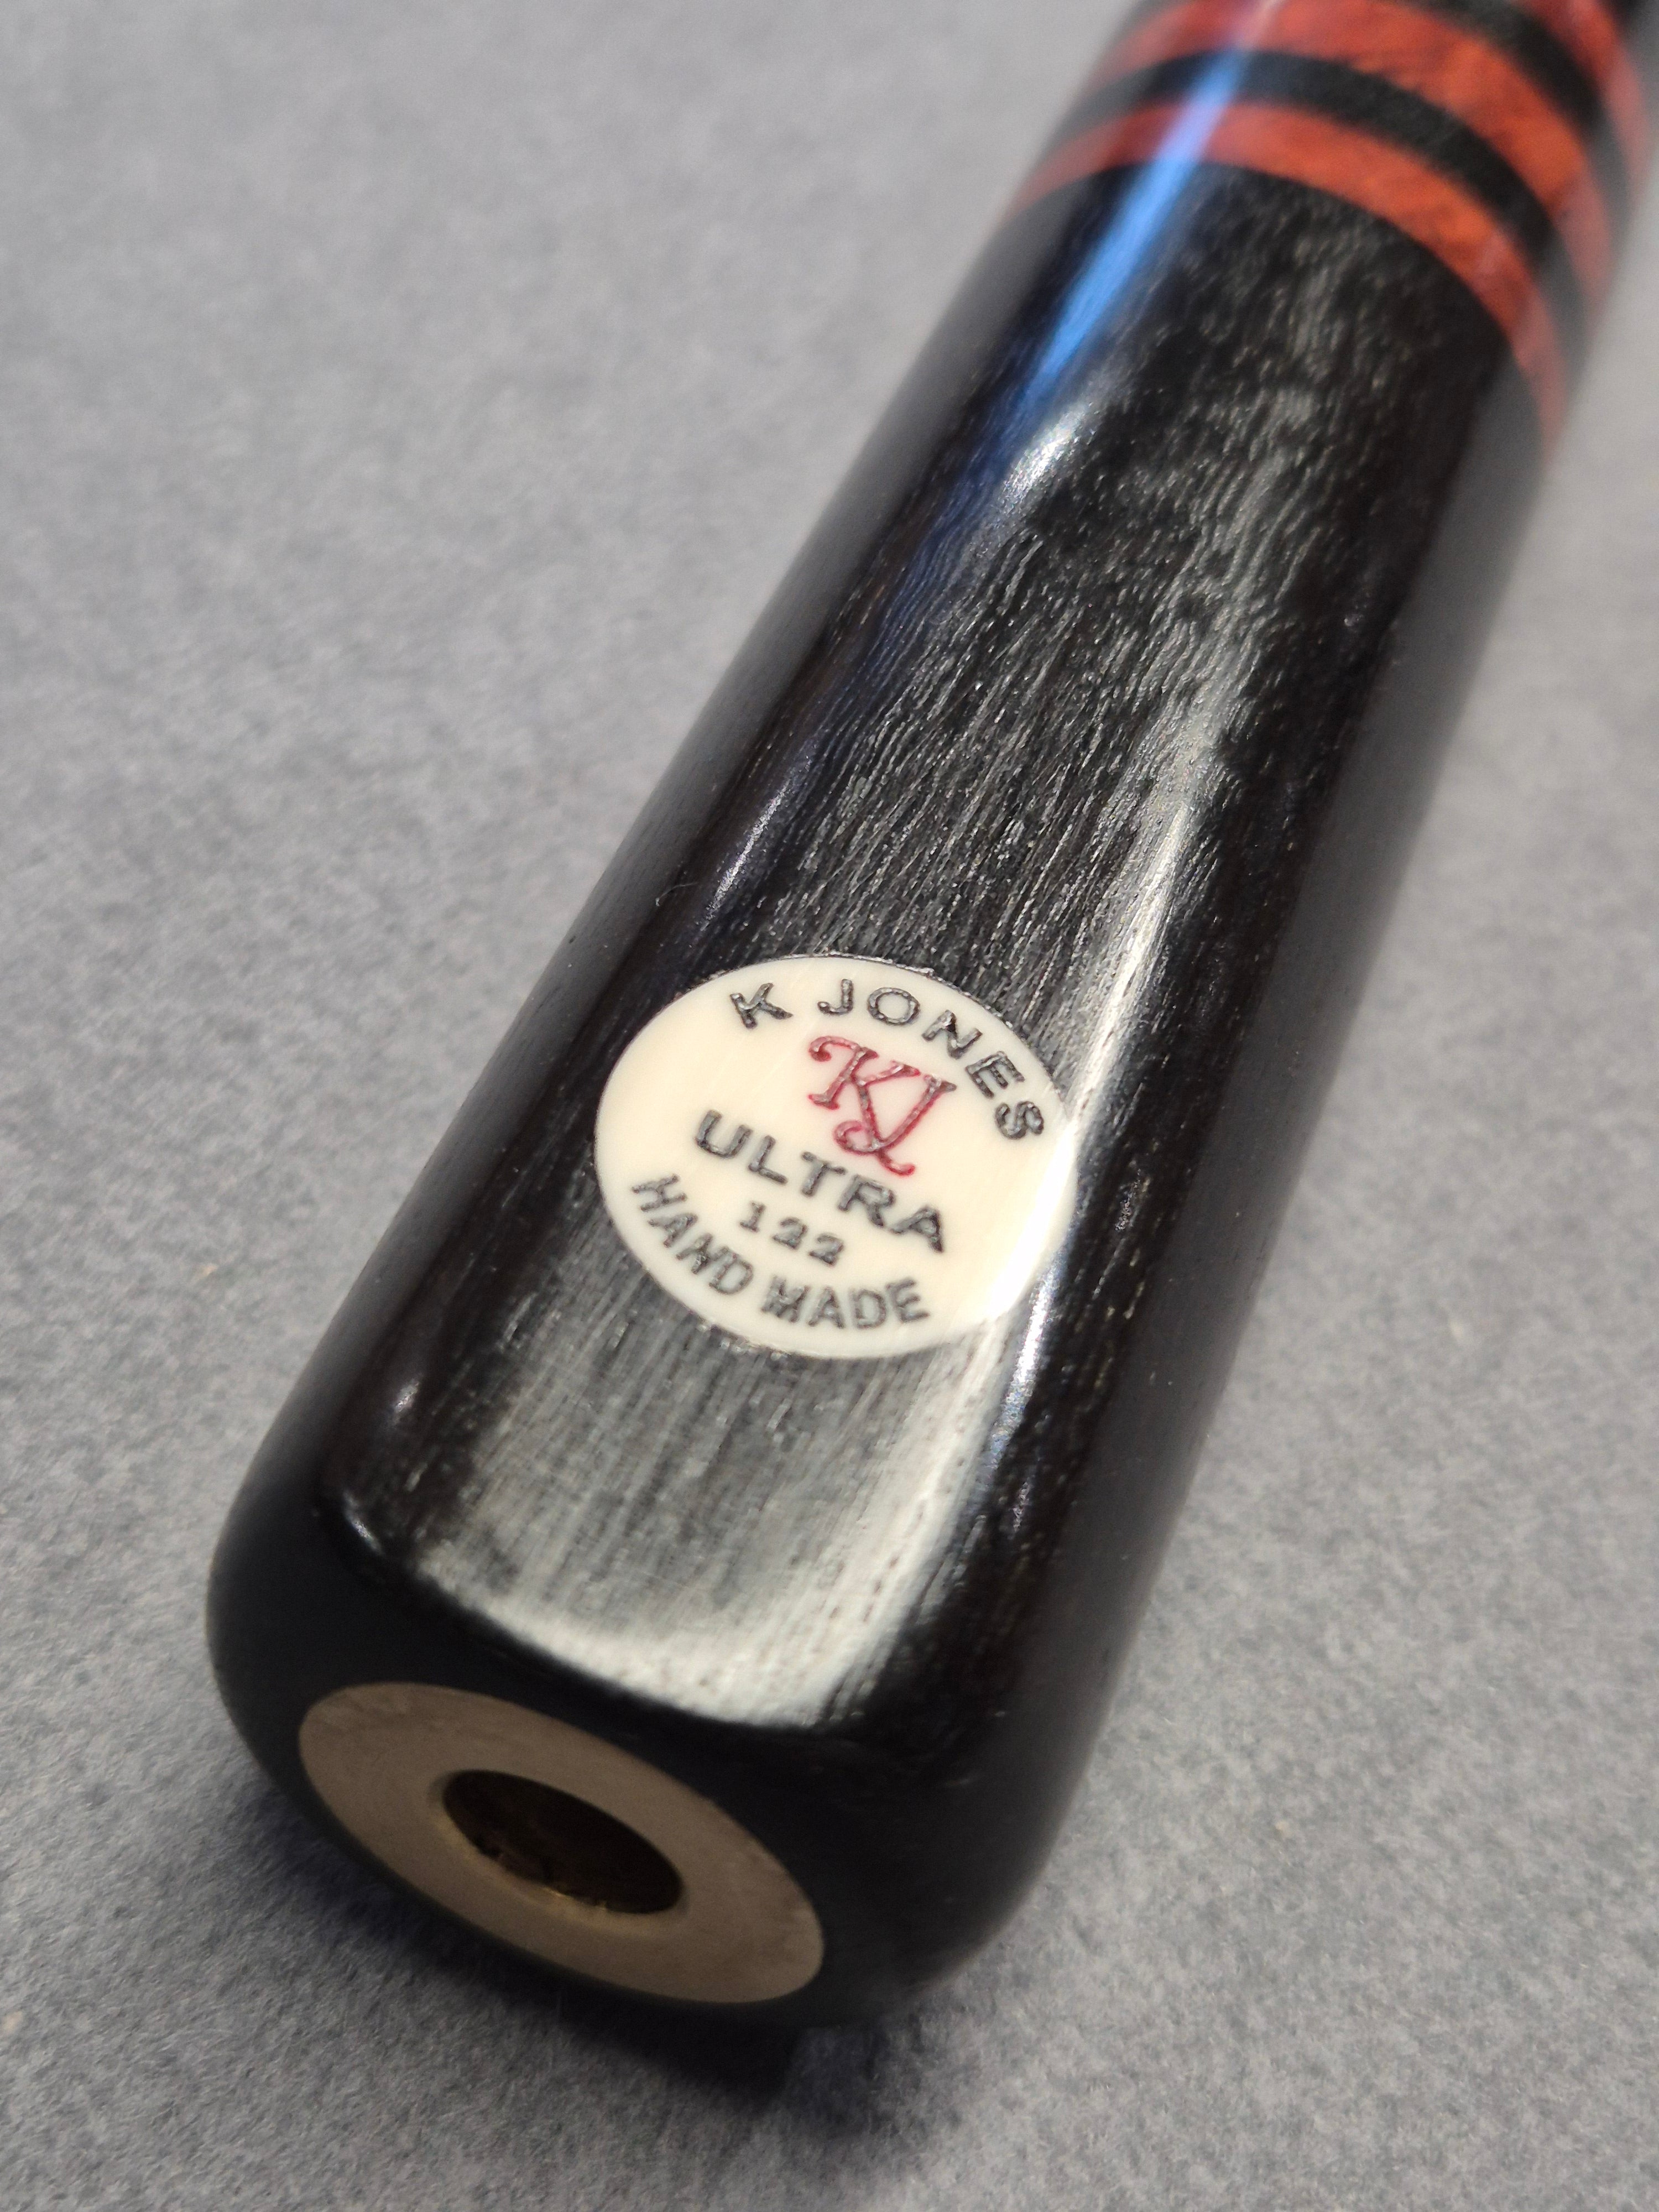 K JONES
KJ
ULTRA
122
HAND MADE